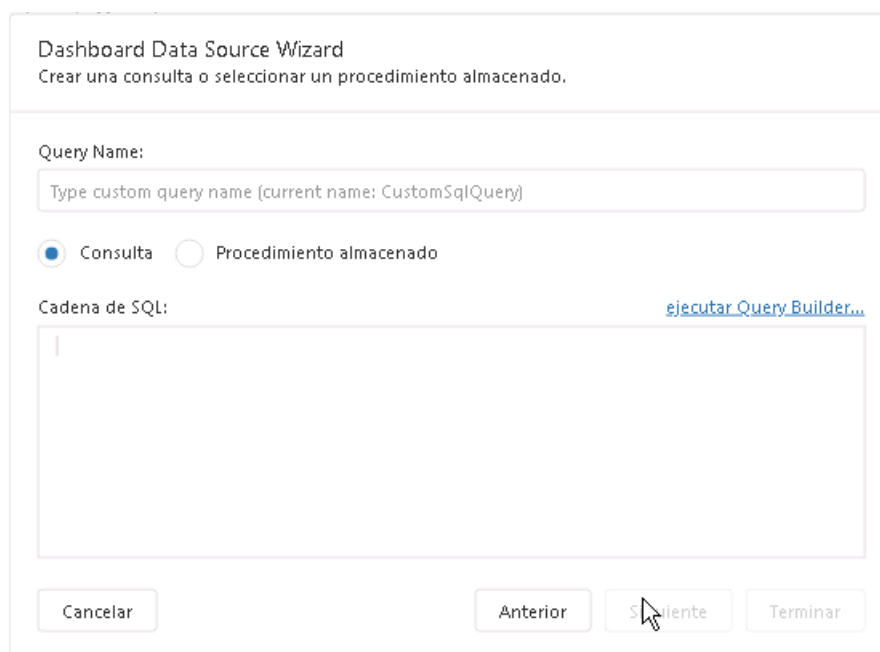 Dashboard Data Source Wizard
Crear una consulta o seleccionar un procedimiento almacenado.
Query Name:
Type custom query name (current name: CustomSqlQuery)
Consulta Procedimiento almacenado
Cadena de SQL: ejecutar Query Builder...
Cancelar Anterior Siguiente Terminar